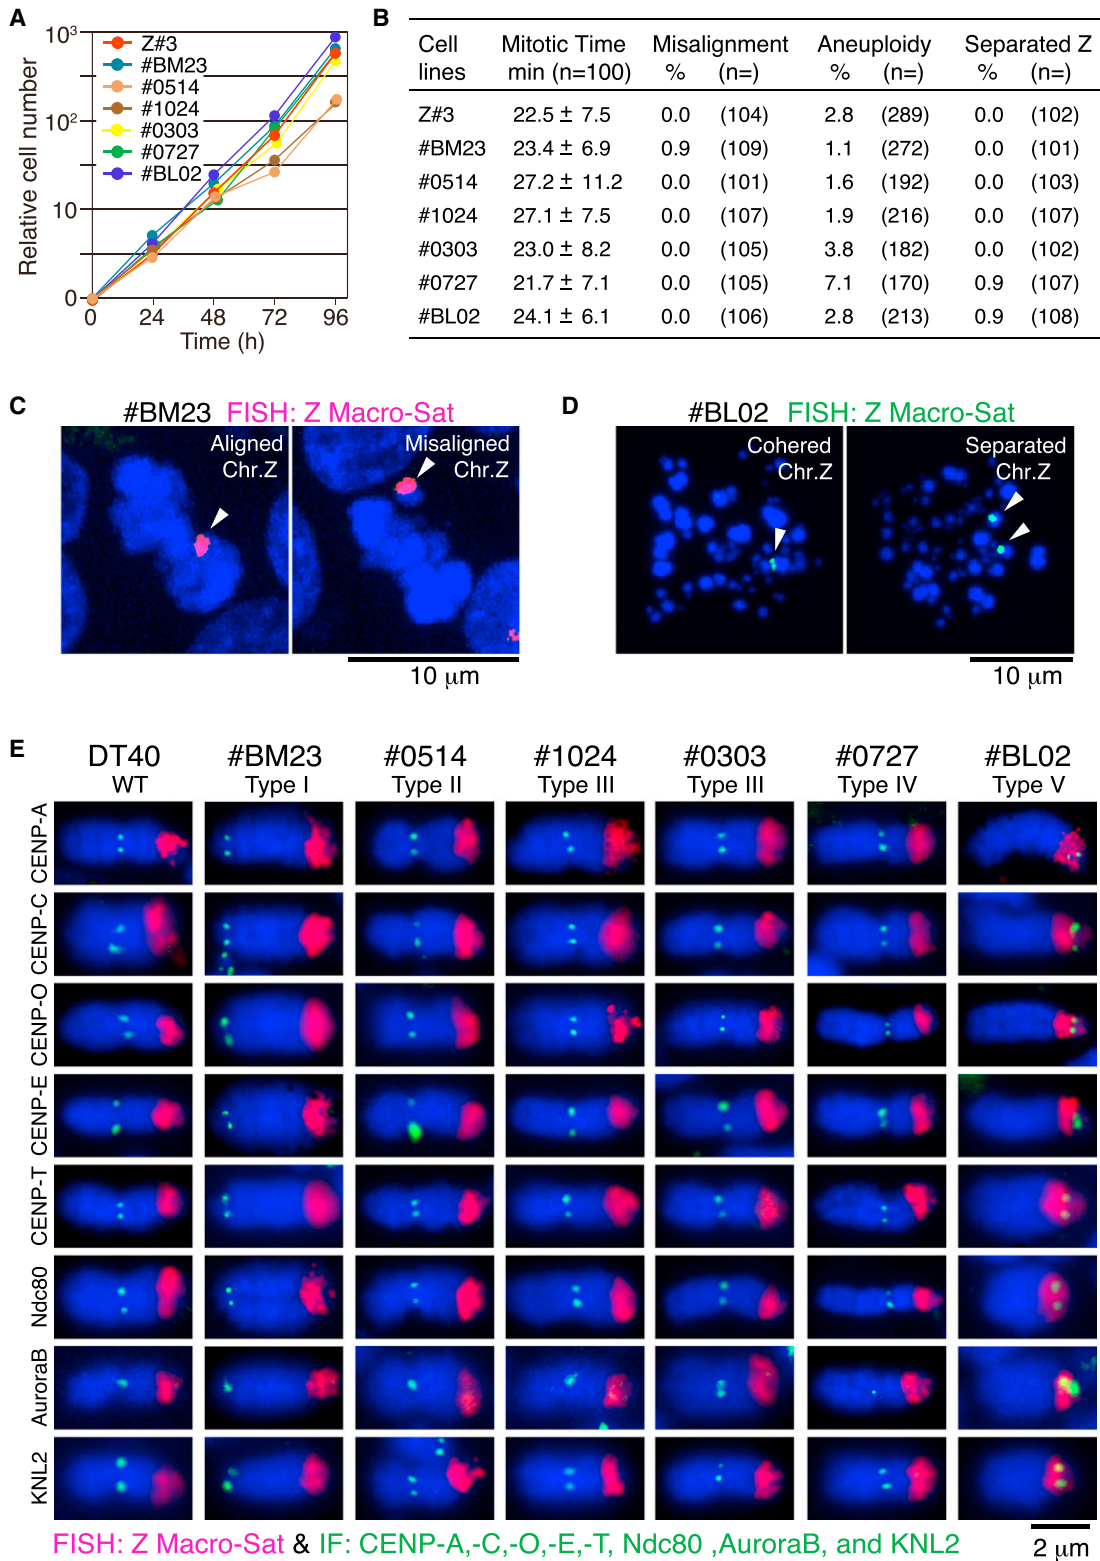 A
Relative cell number
10³
10²
10
0
Z#3
#BM23
#0514
#1024
#0303
#0727
#BL02
0 24 48 72 96
Time (h)
B
Cell lines Mitotic Time min (n=100) Misalignment % (n=) Aneuploidy % (n=) Separated Z % (n=)
Z#3 22.5 ± 7.5 0.0 (104) 2.8 (289) 0.0 (102)
#BM23 23.4 ± 6.9 0.9 (109) 1.1 (272) 0.0 (101)
#0514 27.2 ± 11.2 0.0 (101) 1.6 (192) 0.0 (103)
#1024 27.1 ± 7.5 0.0 (107) 1.9 (216) 0.0 (107)
#0303 23.0 ± 8.2 0.0 (105) 3.8 (182) 0.0 (102)
#0727 21.7 ± 7.1 0.0 (105) 7.1 (170) 0.9 (107)
#BL02 24.1 ± 6.1 0.0 (106) 2.8 (213) 0.9 (108)
C
#BM23 FISH: Z Macro-Sat
Aligned
Chr.Z
Misaligned
Chr.Z
10 μm
D
#BL02 FISH: Z Macro-Sat
Cohered
Chr.Z
Separated
Chr.Z
10 μm
E
DT40 #BM23 #0514 #1024 #0303 #0727 #BL02
WT Type I Type II Type III Type III Type IV Type V
CENP-A
CENP-C
CENP-O
CENP-E
CENP-T
Ndc80
AuroraB
KNL2
FISH: Z Macro-Sat & IF: CENP-A,-C,-O,-E,-T, Ndc80 ,AuroraB, and KNL2
2 μm